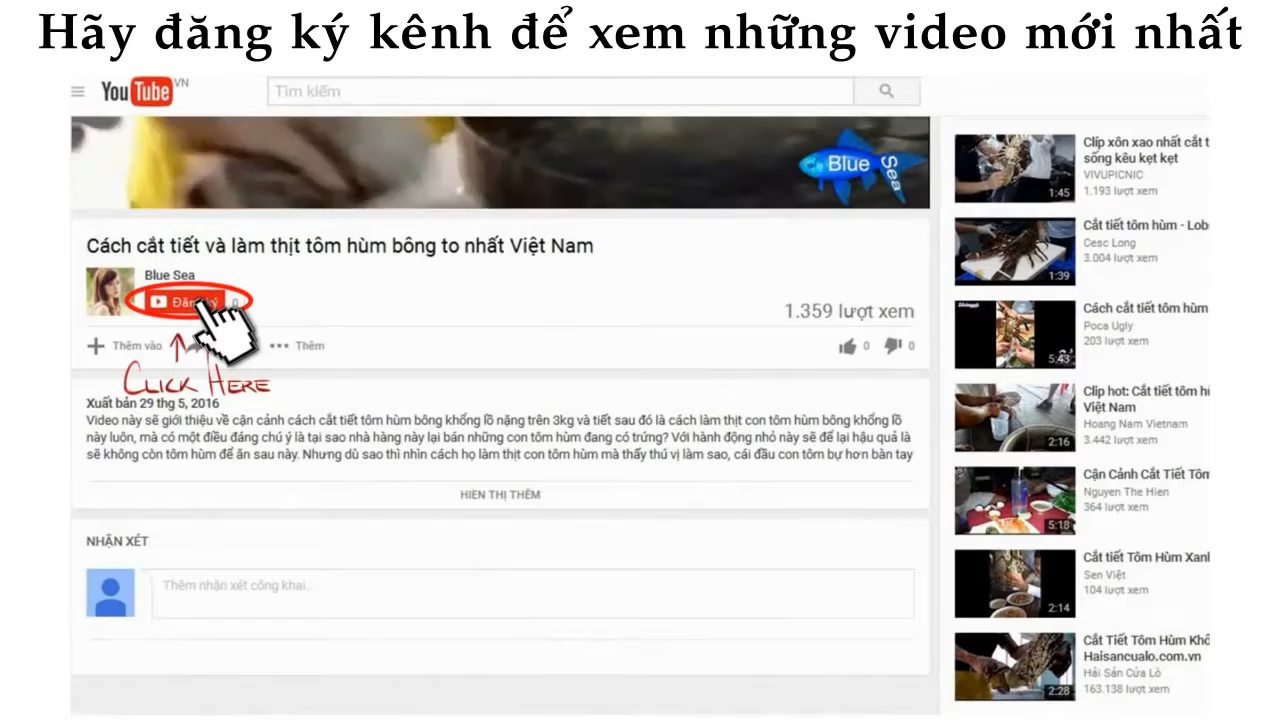 Hãy đăng ký kênh để xem những video mới nhất
YouTube VN
Tìm kiếm
Blue Sea
Cách cắt tiết và làm thịt tôm hùm bông to nhất Việt Nam
Blue Sea
Đăng ký 0
1.359 lượt xem
Thêm vào
Thêm
0 0
CLICK HERE
Xuất bản 29 thg 5, 2016
Video này sẽ giới thiệu về cận cảnh cách cắt tiết tôm hùm bông khổng lồ nặng trên 3kg và tiết sau đó là cách làm thịt con tôm hùm bông khổng lồ
này luôn, mà có một điều đáng chú ý là tại sao nhà hàng này lại bán những con tôm hùm đang có trứng? Với hành động nhỏ này sẽ để lại hậu quả là
sẽ không còn tôm hùm để ăn sau này. Nhưng dù sao thì nhìn cách họ làm thịt con tôm hùm mà thấy thú vị làm sao, cái đầu con tôm bự hơn bàn tay
HIỂN THỊ THÊM
NHẬN XÉT
Thêm nhận xét công khai..
Clíp xôn xao nhất cắt t
sống kêu kẹt kẹt
VIVUPICNIC
1.193 lượt xem
1:45
Cắt tiết tôm hùm - Lob
Cesc Long
3.004 lượt xem
1:39
Cách cắt tiết tôm hùm
Poca Ugly
203 lượt xem
5:43
Clip hot: Cắt tiết tôm hù
Việt Nam
Hoang Nam Vietnam
3.442 lượt xem
2:16
Cận Cảnh Cắt Tiết Tôm
Nguyen The Hien
364 lượt xem
5:18
Cắt tiết Tôm Hùm Xanh
Sen Việt
104 lượt xem
2:14
Cắt Tiết Tôm Hùm Khổ
Haisancualo.com.vn
Hải Sản Cửa Lò
163.138 lượt xem
2:28